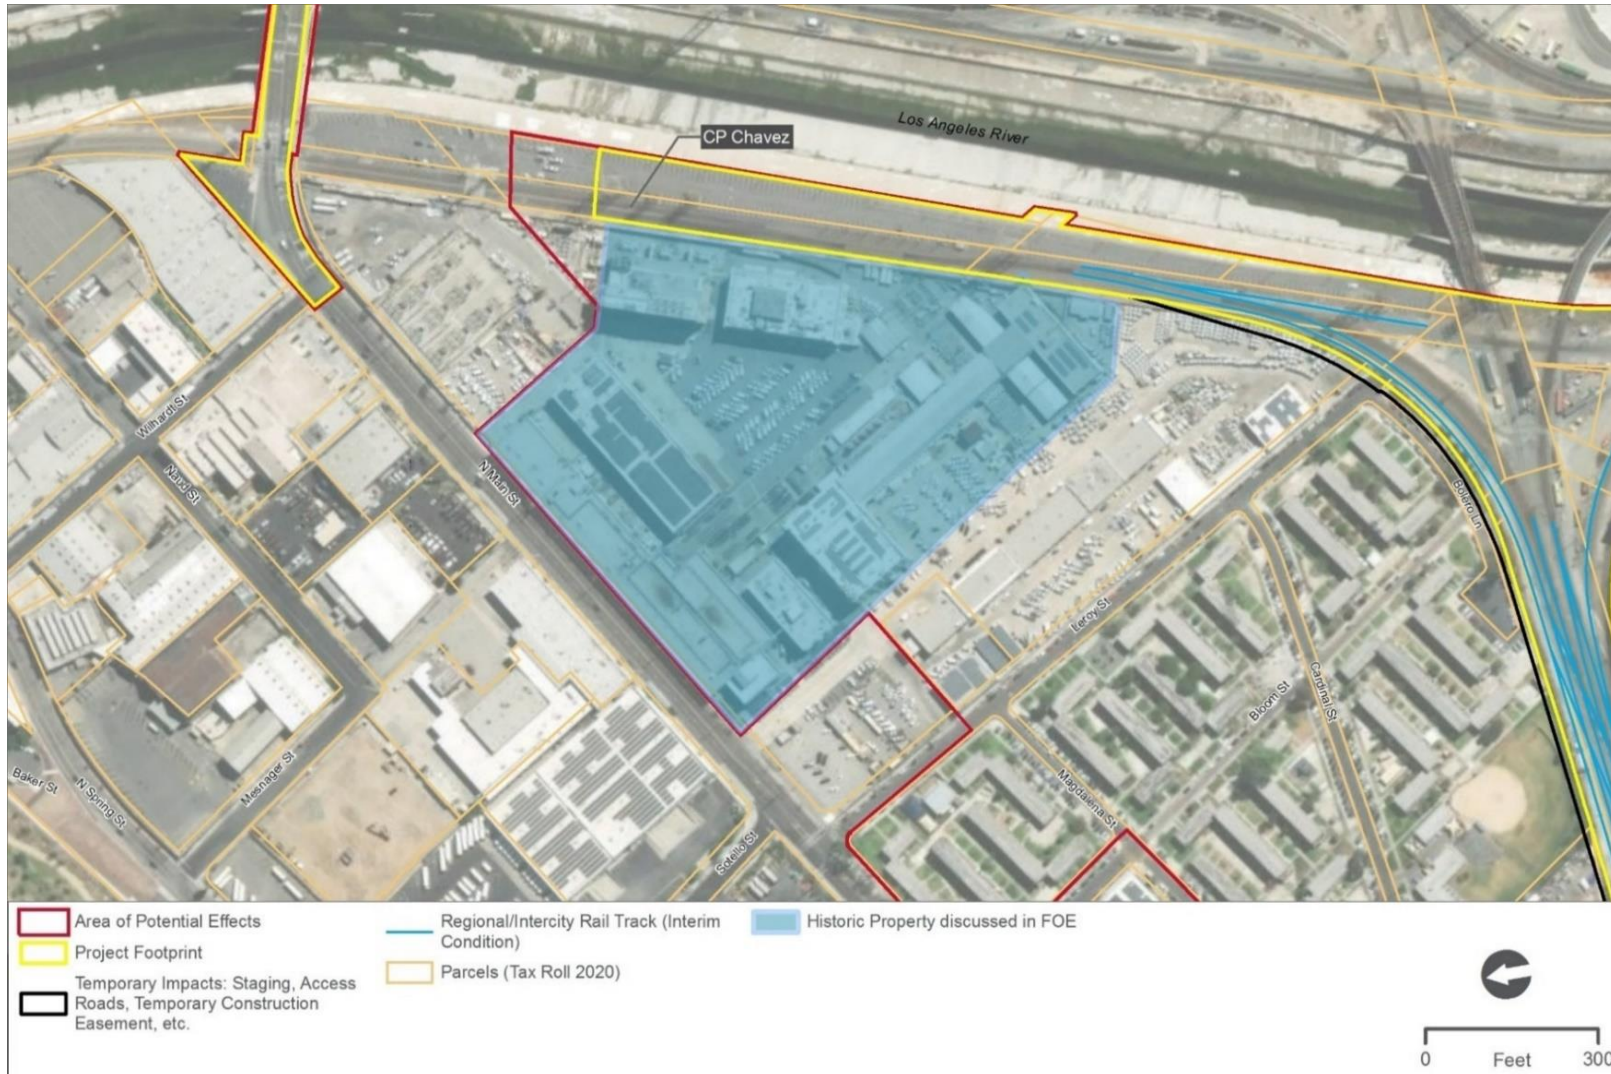 CP Chavez
Los Angeles River
Wilhardt St
Naud St
N Main St
Bolero Ln
Leroy St
Cardinal St
Bloom St
Magdalena St
Mesnager St
Baker St
N Spring St
Sotello St
Area of Potential Effects
Project Footprint
Temporary Impacts: Staging, Access
Roads, Temporary Construction
Easement, etc.
Regional/Intercity Rail Track (Interim
Condition)
Parcels (Tax Roll 2020)
Historic Property discussed in FOE
0 Feet 300